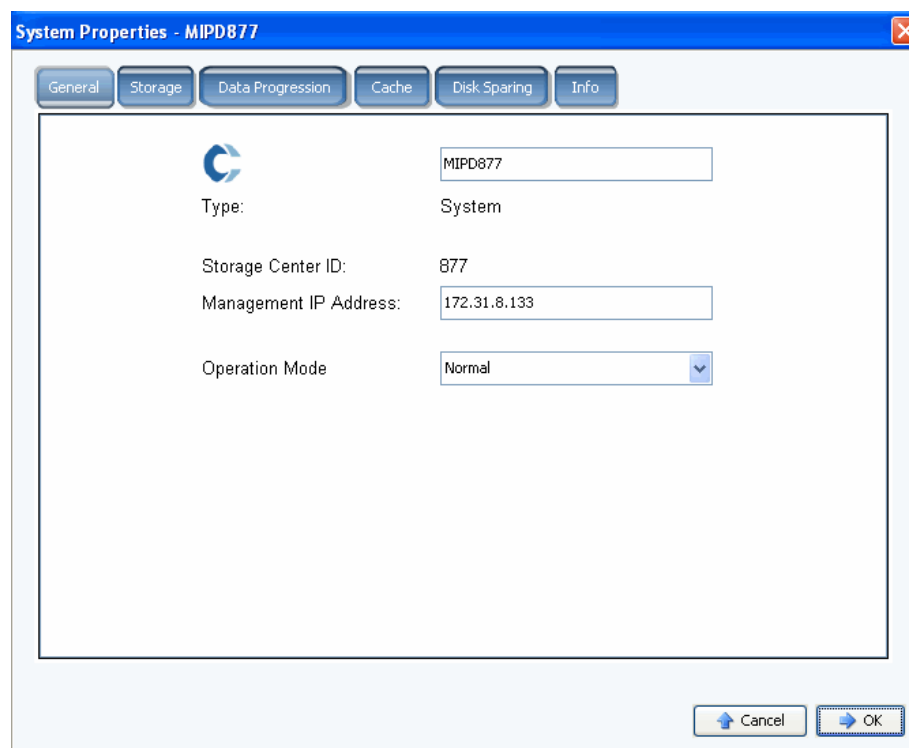 System Properties - MIPD877
General Storage Data Progression Cache Disk Sparing Info
MIPD877
Type: System
Storage Center ID: 877
Management IP Address: 172.31.8.133
Operation Mode Normal
Cancel OK